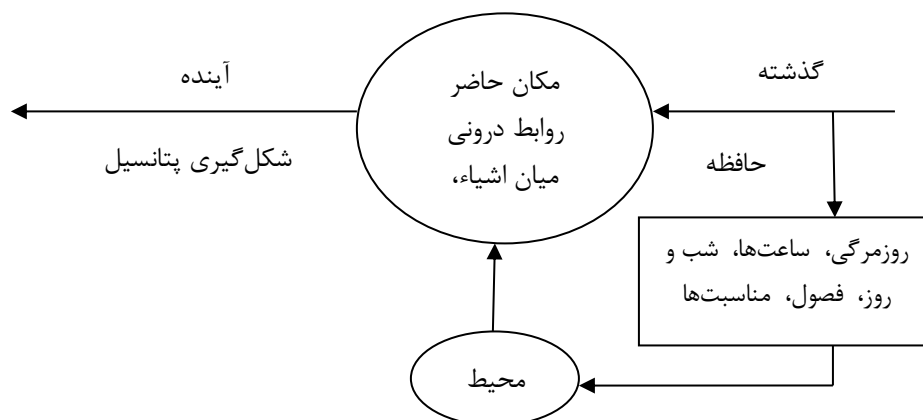 گذشته
حافظه
مکان حاضر
روابط درونی
میان اشیاء،
آینده
شکل‌گیری پتانسیل
روزمرگی، ساعت‌ها، شب و
روز، فصول، مناسبت‌ها
محیط